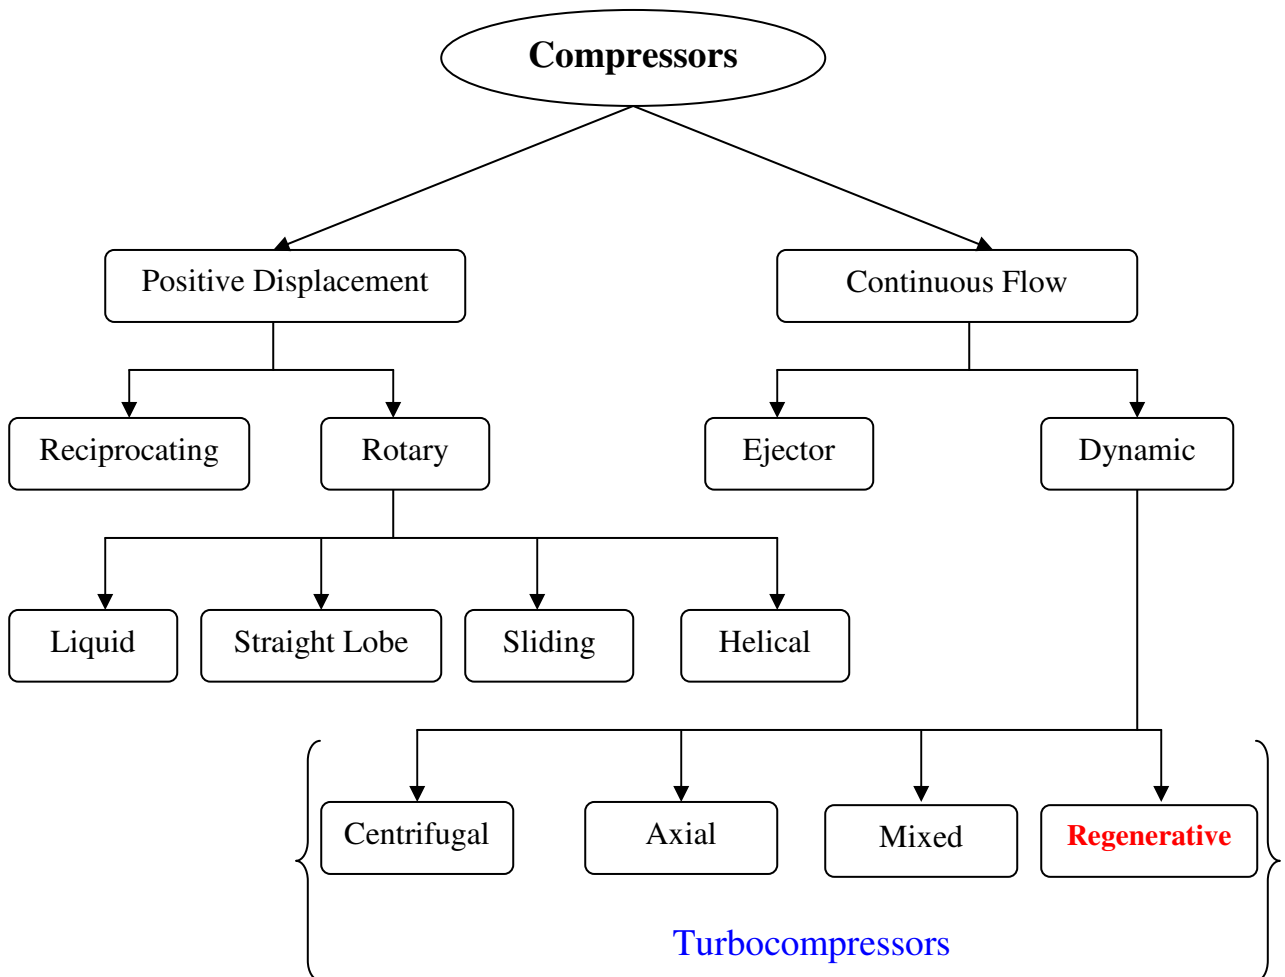 Compressors
Positive Displacement
Continuous Flow
Reciprocating
Rotary
Ejector
Dynamic
Liquid
Straight Lobe
Sliding
Helical
Centrifugal
Axial
Mixed
Regenerative
Turbocompressors